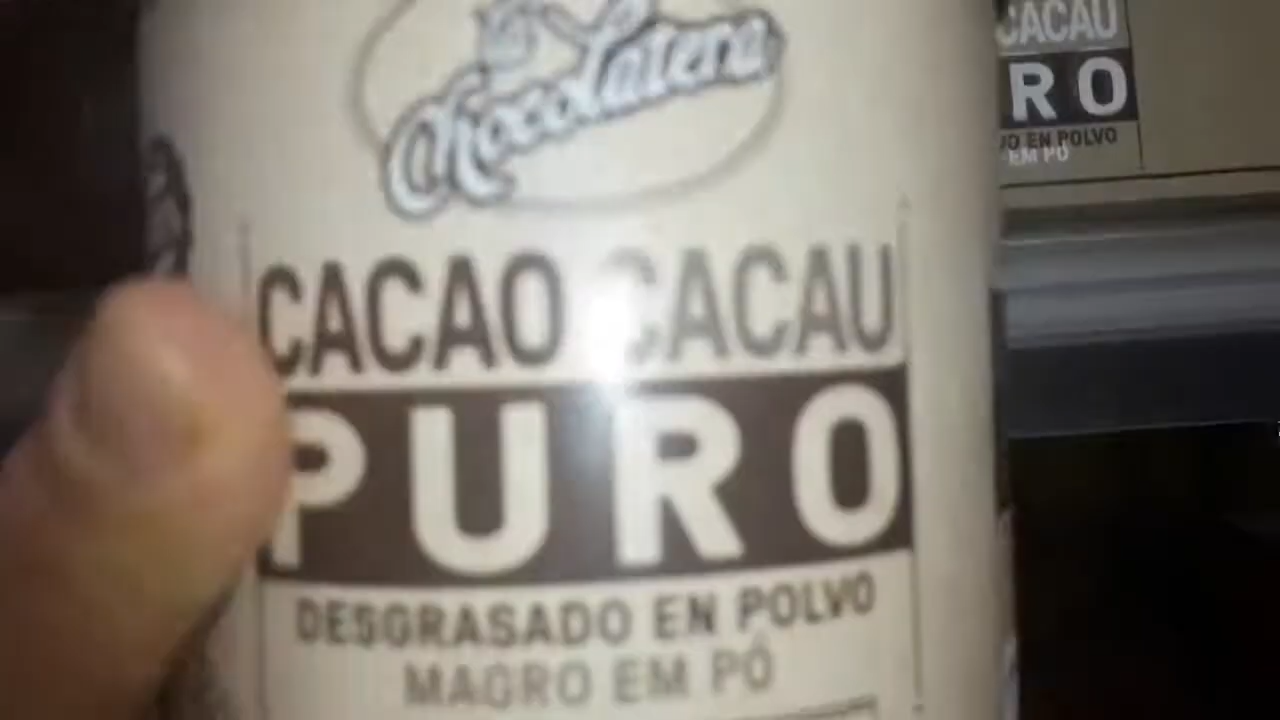 Chocolatera
CACAO CACAU
PURO
DESGRASADO EN POLVO
MAGRO EM PÓ
CACAU
RO
EN POLVO
EM PÓ